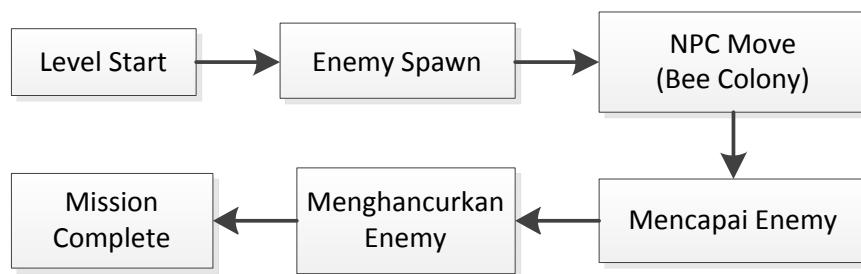 Level Start
Enemy Spawn
NPC Move
(Bee Colony)
Mencapai Enemy
Menghancurkan
Enemy
Mission
Complete